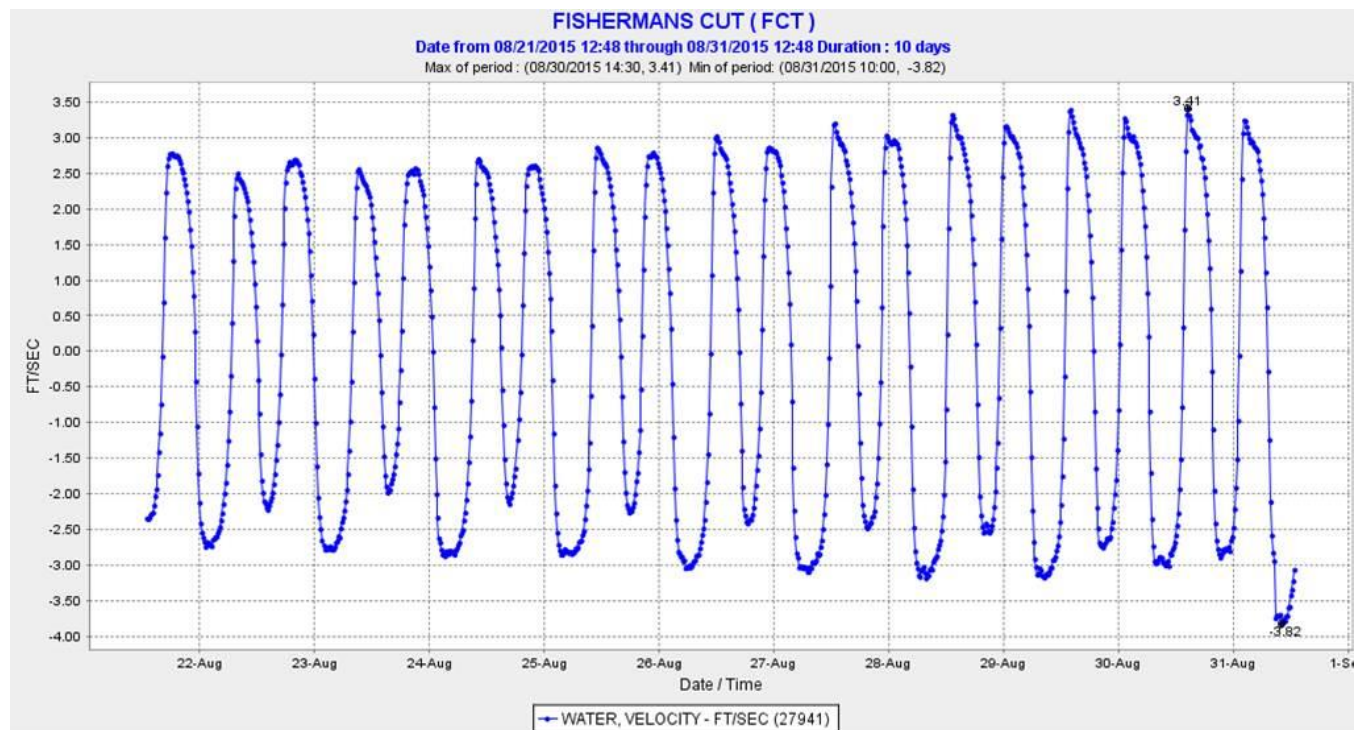 FISHERMANS CUT ( FCT )
Date from 08/21/2015 12:48 through 08/31/2015 12:48 Duration : 10 days
Max of period : (08/30/2015 14:30, 3.41) Min of period: (08/31/2015 10:00, -3.82)
3.50
3.00
2.50
2.00
1.50
1.00
0.50
0.00
-0.50
-1.00
-1.50
-2.00
-2.50
-3.00
-3.50
-4.00
FT/SEC
3.41
-3.82
22-Aug 23-Aug 24-Aug 25-Aug 26-Aug 27-Aug 28-Aug 29-Aug 30-Aug 31-Aug 1-Se
Date / Time
WATER, VELOCITY - FT/SEC (27941)